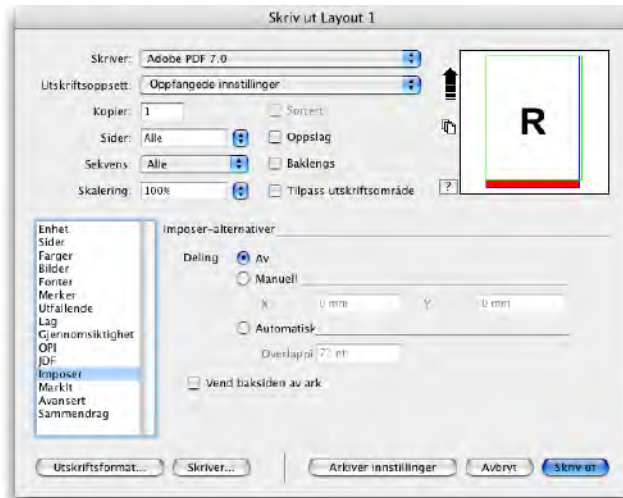 Skriv ut Layout 1
Skriver: Adobe PDF 7.0
Utskriftsoppsett: Oppfangede innstillinger
Kopier: 1 Sortert
Sider: Alle Oppslag
Sekvens: Alle Baklengs
Skalering: 100% Tilpass utskriftsområde ?
R
Enhet
Sider
Farger
Bilder
Fonter
Merker
Utfallende
Lag
Gjennomsiktighet
OPI
JDF
Imposer
MarkIt
Avansert
Sammendrag
Imposer-alternativer
Deling Av
Manuell
X 0 mm Y 0 mm
Automatisk
Overlappi 72 pt
Vend baksiden av ark
Utskriftsformat... Skriver... Arkiver innstillinger Avbryt Skriv ut